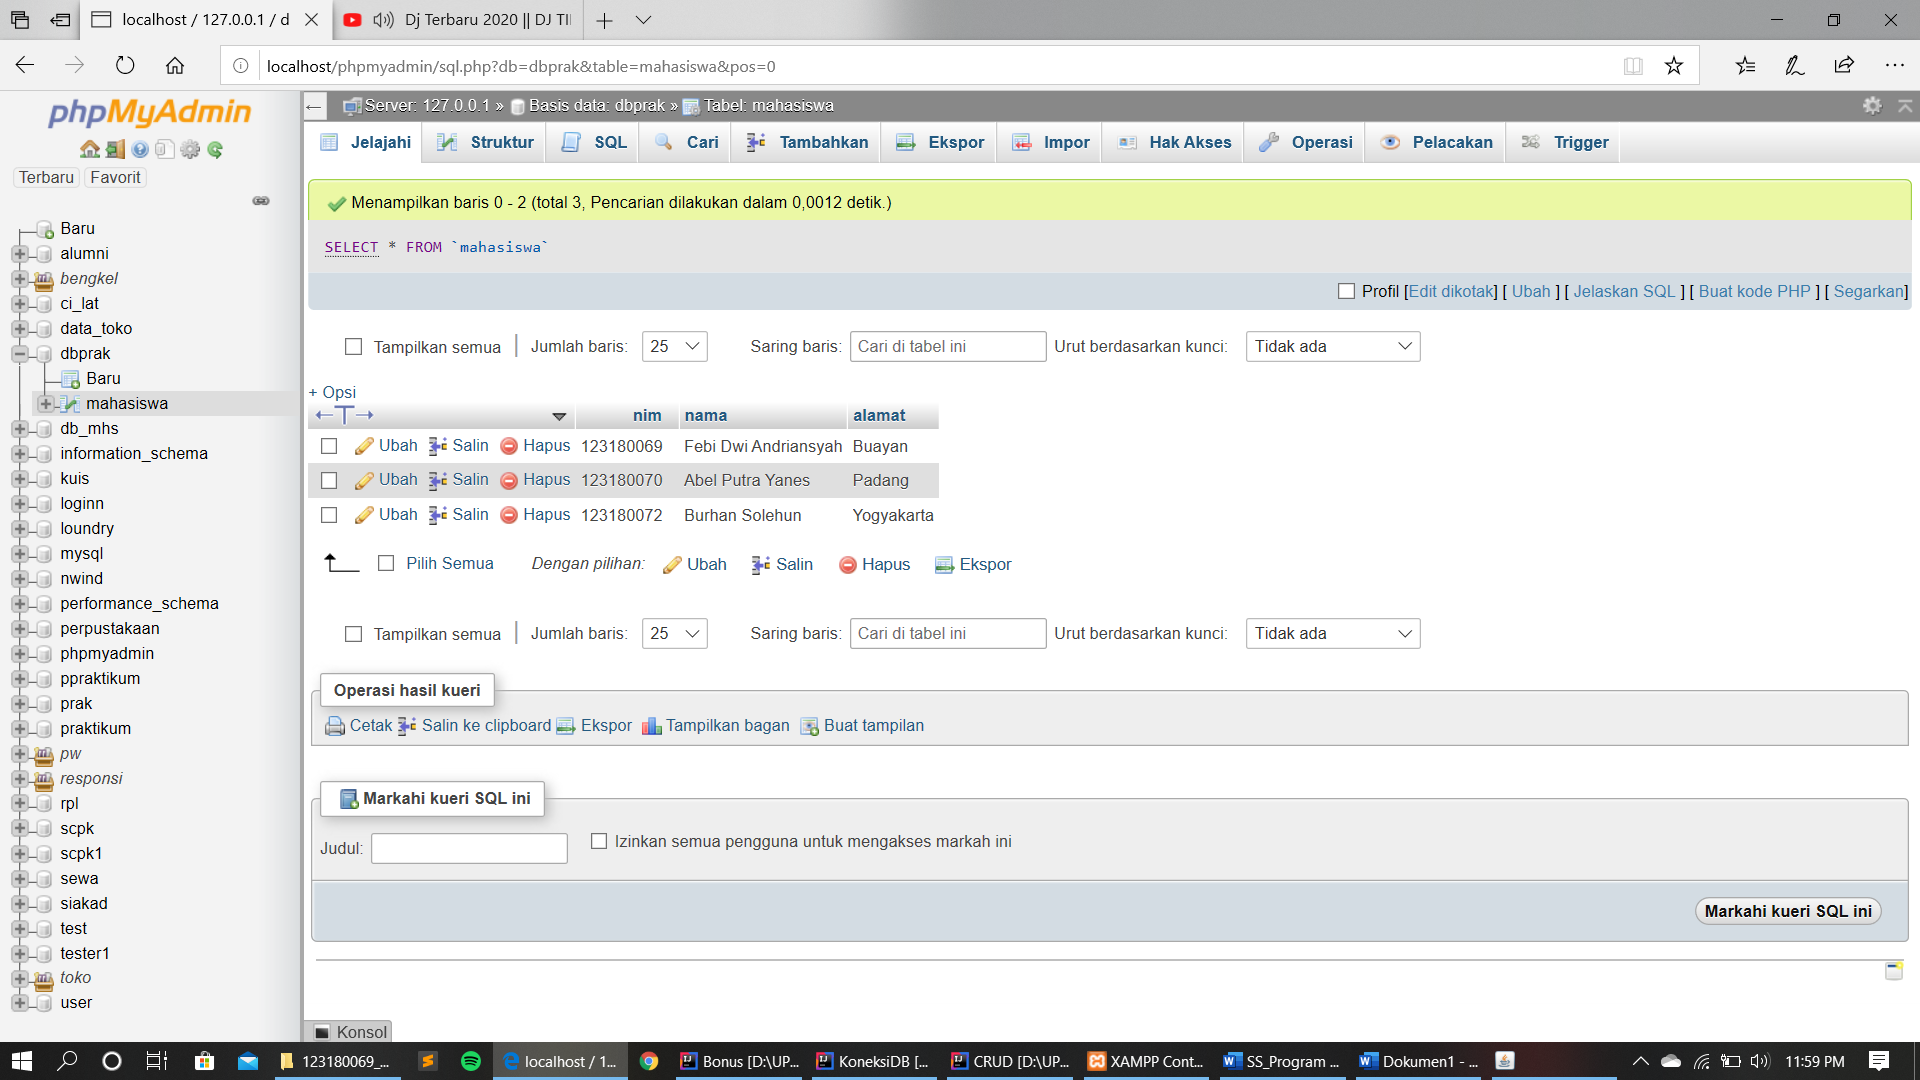 localhost / 127.0.0.1 / d
Dj Terbaru 2020 || DJ TI
localhost/phpmyadmin/sql.php?db=dbprak&table=mahasiswa&pos=0
phpMyAdmin
Terbaru Favorit
Baru
alumni
bengkel
ci_lat
data_toko
dbprak
Baru
mahasiswa
db_mhs
information_schema
kuis
loginn
loundry
mysql
nwind
performance_schema
perpustakaan
phpmyadmin
ppraktikum
prak
praktikum
pw
responsi
rpl
scpk
scpk1
sewa
siakad
test
tester1
toko
user
Server: 127.0.0.1 » Basis data: dbprak » Tabel: mahasiswa
Jelajahi Struktur SQL Cari Tambahkan Ekspor Impor Hak Akses Operasi Pelacakan Trigger
Menampilkan baris 0 - 2 (total 3, Pencarian dilakukan dalam 0,0012 detik.)
SELECT * FROM `mahasiswa`
Profil [Edit dikotak] [ Ubah ] [ Jelaskan SQL ] [ Buat kode PHP ] [ Segarkan]
Tampilkan semua | Jumlah baris: 25 Saring baris: Cari di tabel ini Urut berdasarkan kunci: Tidak ada
+ Opsi
←T→ nim nama alamat
Ubah Salin Hapus 123180069 Febi Dwi Andriansyah Buayan
Ubah Salin Hapus 123180070 Abel Putra Yanes Padang
Ubah Salin Hapus 123180072 Burhan Solehun Yogyakarta
Pilih Semua Dengan pilihan: Ubah Salin Hapus Ekspor
Tampilkan semua | Jumlah baris: 25 Saring baris: Cari di tabel ini Urut berdasarkan kunci: Tidak ada
Operasi hasil kueri
Cetak Salin ke clipboard Ekspor Tampilkan bagan Buat tampilan
Markahi kueri SQL ini
Judul: Izinkan semua pengguna untuk mengakses markah ini
Markahi kueri SQL ini
Konsol
123180069_... localhost / 1... Bonus [D:\UP... KoneksiDB [... CRUD [D:\UP... XAMPP Cont... SS_Program ... Dokumen1 - ... 11:59 PM